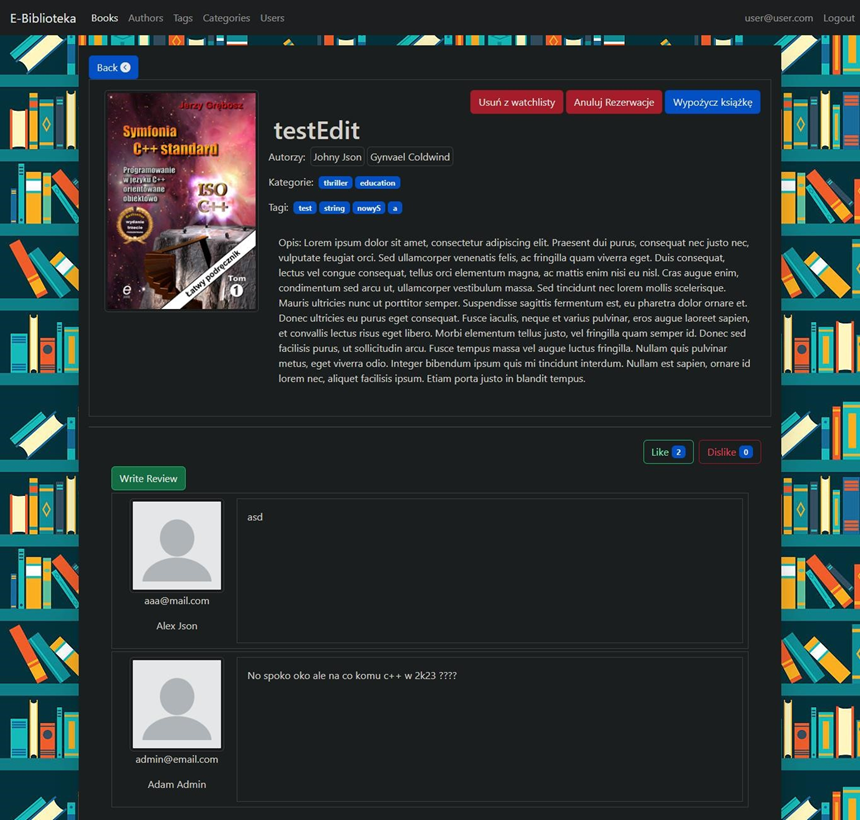 E-Biblioteka Books Authors Tags Categories Users user@user.com Logout
Back
Jerzy Grębosz
Symfonia
C++ standard
Programowanie
w języku C++
orientowane
obiektowo
ISO
C++
Łatwy podręcznik
Tom
1
Usuń z watchlisty Anuluj Rezerwacje Wypożycz książkę
testEdit
Autorzy: Johny Json Gynvael Coldwind
Kategorie: thriller education
Tagi: test string nowy5 a
Opis: Lorem ipsum dolor sit amet, consectetur adipiscing elit. Praesent dui purus, consequat nec justo nec,
vulputate feugiat orci. Sed ullamcorper venenatis felis, ac fringilla quam viverra eget. Duis consequat,
lectus vel congue consequat, tellus orci elementum magna, ac mattis enim nisi eu nisl. Cras augue enim,
condimentum sed arcu ut, ullamcorper vestibulum massa. Sed tincidunt nec lorem mollis scelerisque.
Mauris ultricies nunc ut porttitor semper. Suspendisse sagittis fermentum est, eu pharetra dolor ornare et.
Donec ultricies eu purus eget consequat. Fusce iaculis, neque et varius pulvinar, eros augue laoreet sapien,
et convallis lectus risus eget libero. Morbi elementum tellus justo, vel fringilla quam semper id. Donec sed
facilisis purus, ut sollicitudin arcu. Fusce tempus massa vel augue luctus fringilla. Nullam quis pulvinar
metus, eget viverra odio. Integer bibendum ipsum quis mi tincidunt interdum. Nullam est sapien, ornare id
lorem nec, aliquet facilisis ipsum. Etiam porta justo in blandit tempus.
Like 2 Dislike 0
Write Review
asd
aaa@mail.com
Alex Json
No spoko oko ale na co komu c++ w 2k23 ????
admin@email.com
Adam Admin